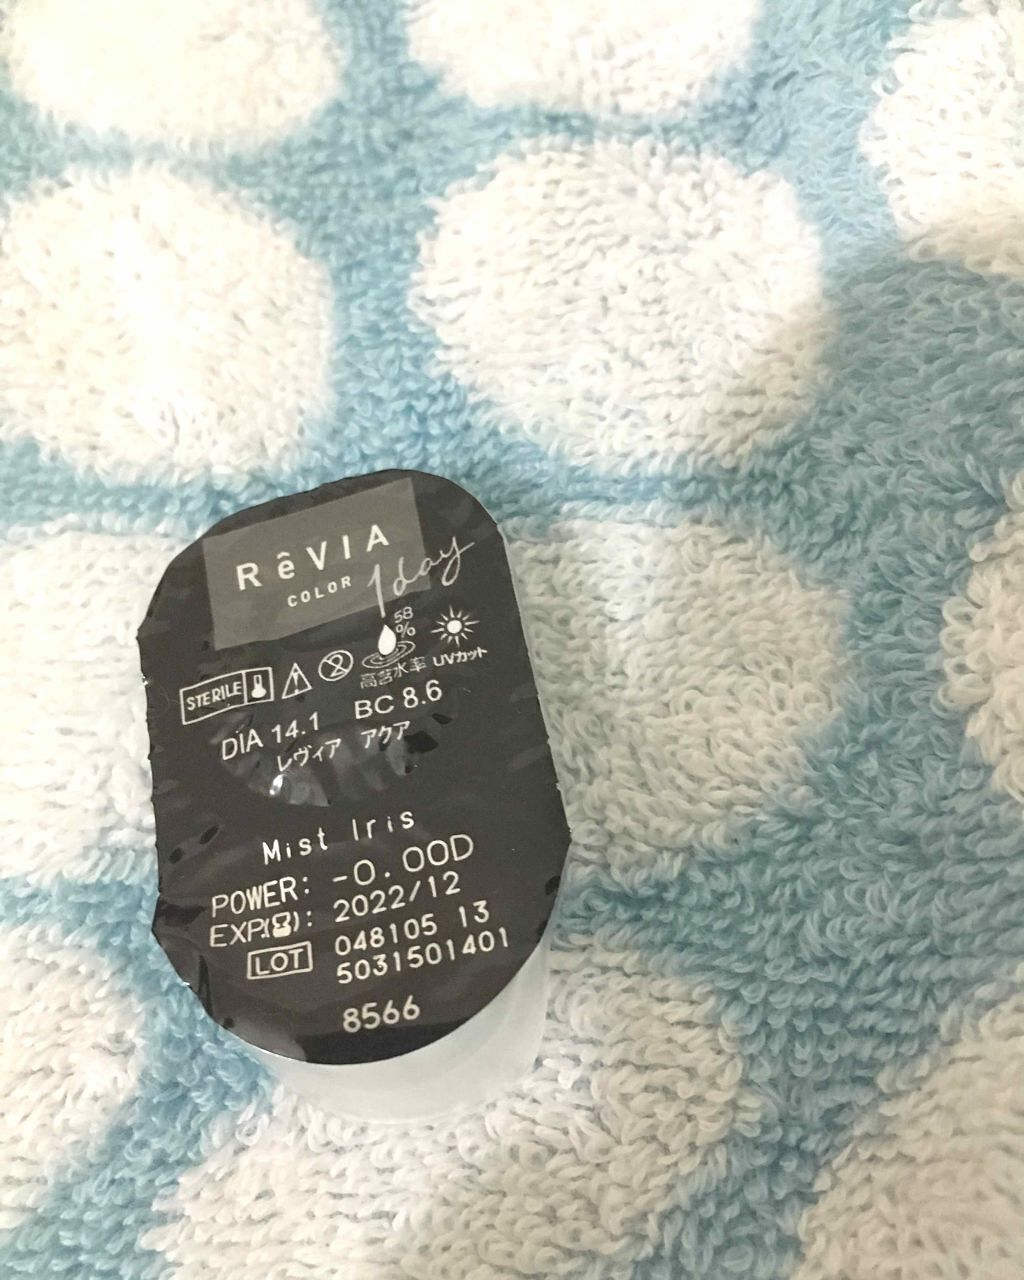 RêVIA
COLOR 1day
58
%
高含水率 UVカット
STERILE
DIA 14.1 BC 8.6
レヴィア アクア
Mist Iris
POWER: -0.00D
EXP(): 2022/12
LOT 048105 13
5031501401
8566